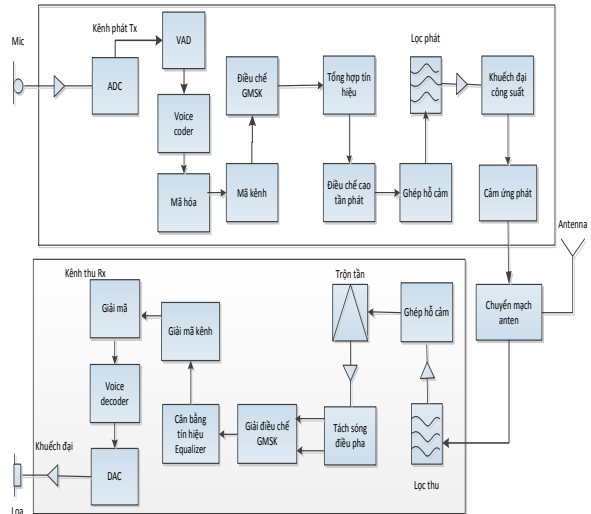 Mic
Kênh phát Tx
ADC
VAD
Voice
coder
Mã hóa
Điều chế
GMSK
Mã kênh
Tổng hợp tín
hiệu
Điều chế cao
tần phát
Lọc phát
Ghép hỗ cảm
Khuếch đại
công suất
Cảm ứng phát
Antenna
Chuyển mạch
anten
Kênh thu Rx
Giải mã
Voice
decoder
DAC
Khuếch đại
Loa
Giải mã kênh
Cân bằng
tín hiệu
Equalizer
Giải điều chế
GMSK
Trộn tần
Tách sóng
điều pha
Ghép hỗ cảm
Lọc thu